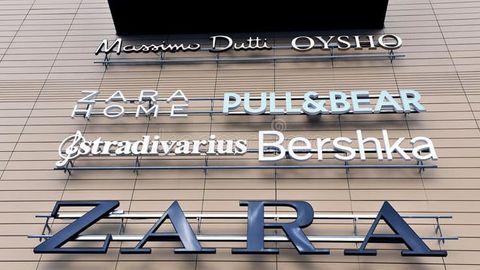 Massimo Dutti OYSHO
ZARA HOME PULL&BEAR
stradivarius Bershka
ZARA